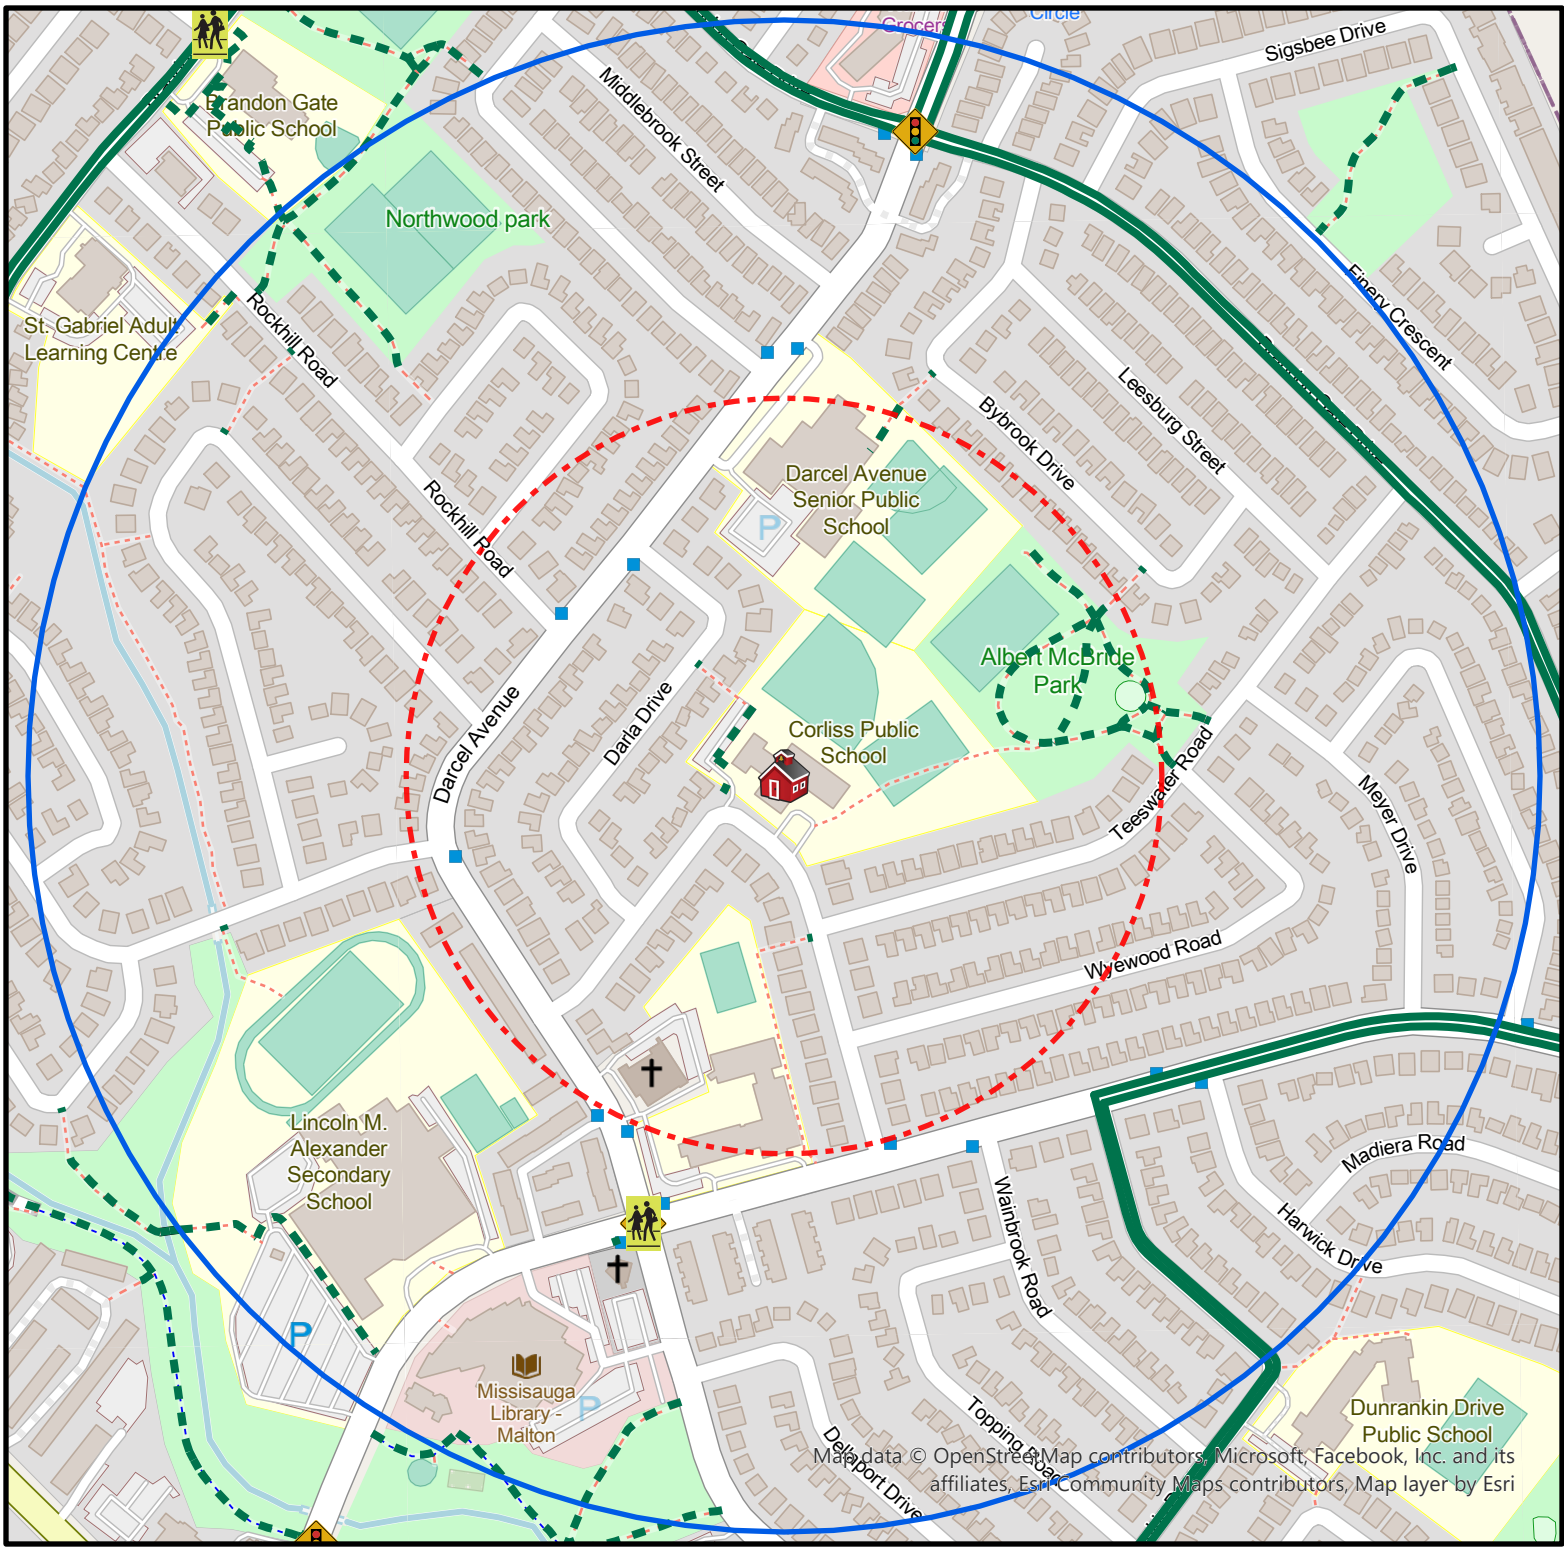 Circle
Sigsbee Drive
Middlebrook Street
Brandon Gate
Public School
Northwood park
Finery Crescent
St. Gabriel Adult
Learning Centre
Rockhill Road
Leesburg Street
Bybrook Drive
Darcel Avenue
Senior Public
School
P
Rockhill Road
Albert McBride
Park
Darcel Avenue
Darla Drive
Corliss Public
School
Teeswater Road
Meyer Drive
Wyewood Road
Lincoln M.
Alexander
Secondary
School
Madiera Road
Wainbrook Road
Harwick Drive
P
Missisauga
Library -
Malton
P
Topping Road
Dellaport Drive
Dunrankin Drive
Public School
Map data © OpenStreetMap contributors, Microsoft, Facebook, Inc. and its
affiliates, Esri Community Maps contributors, Map layer by Esri